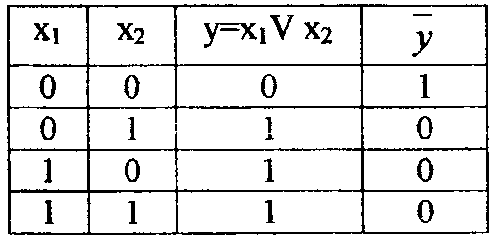 x₁ x₂ y=x₁V x₂ y̅
0 0 0 1
0 1 1 0
1 0 1 0
1 1 1 0